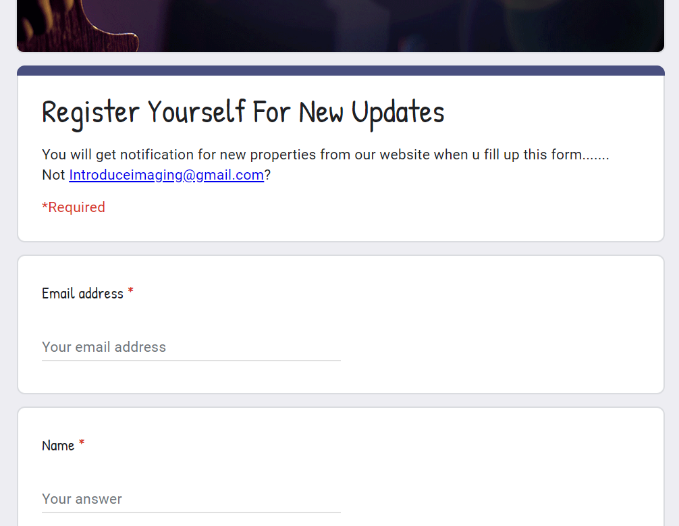 Register Yourself For New Updates
You will get notification for new properties from our website when u fill up this form.......
Not Introduceimaging@gmail.com?
*Required
Email address *
Your email address
Name *
Your answer